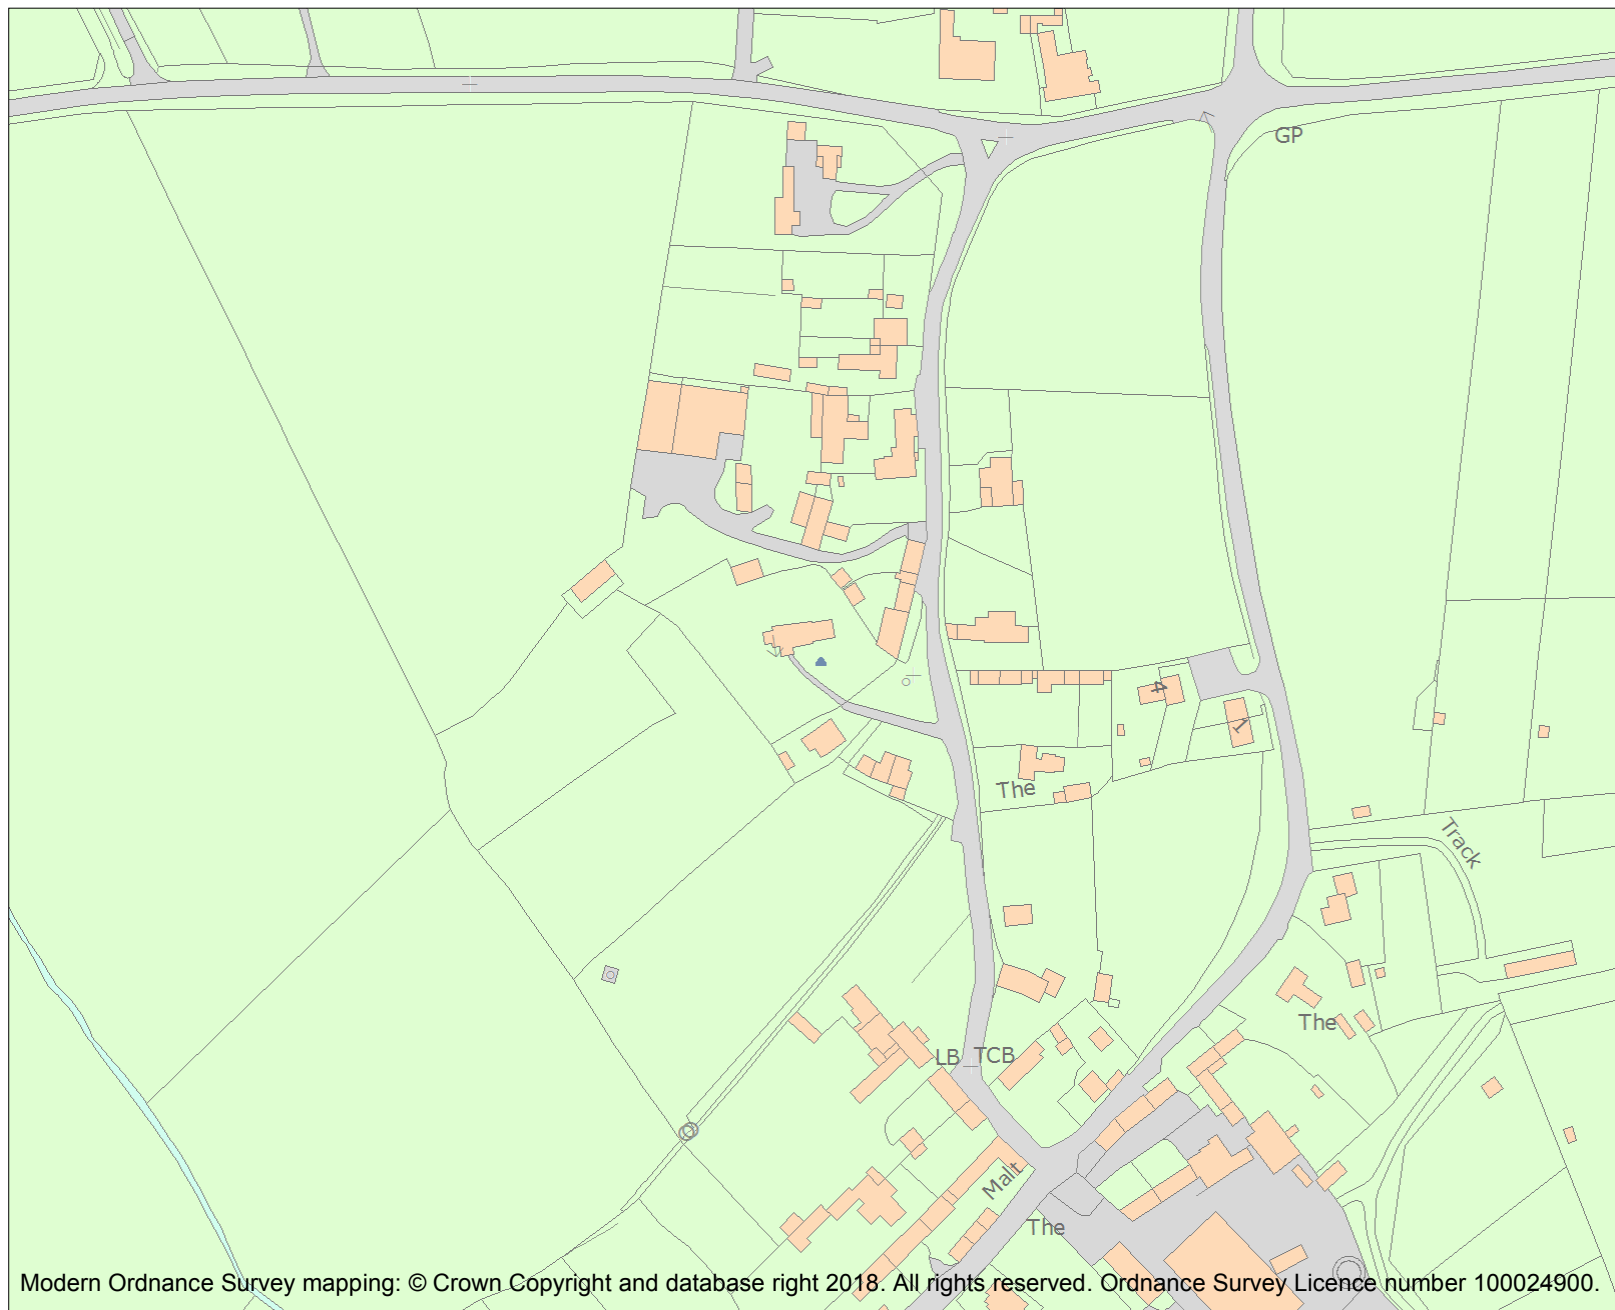 GP
4
1
The
Track
The
LB
TCB
Malt
The
Modern Ordnance Survey mapping: © Crown Copyright and database right 2018. All rights reserved. Ordnance Survey Licence number 100024900.